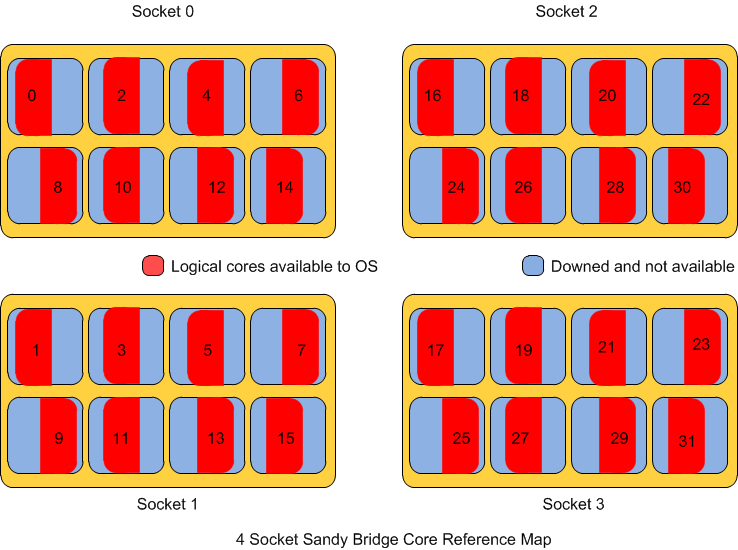 Socket 0 Socket 2
0 2 4 6 16 18 20 22
8 10 12 14 24 26 28 30
Logical cores available to OS Downed and not available
1 3 5 7 17 19 21 23
9 11 13 15 25 27 29 31
Socket 1 Socket 3
4 Socket Sandy Bridge Core Reference Map